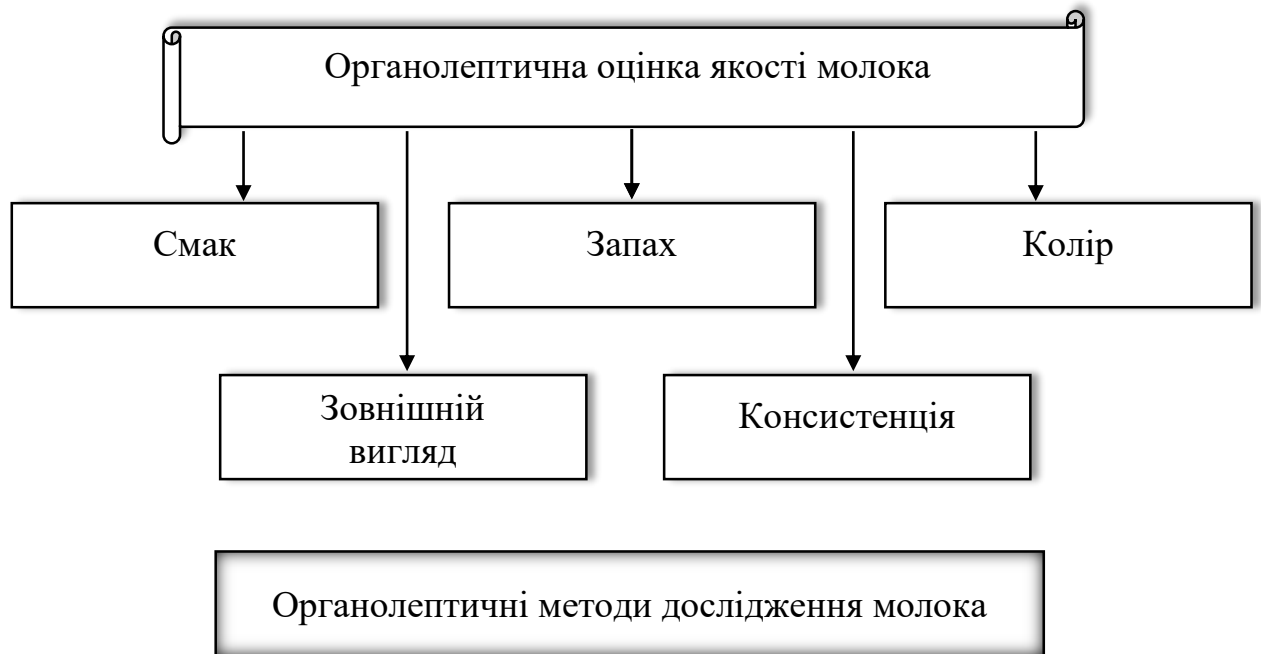 Органолептична оцінка якості молока
Смак
Запах
Колір
Зовнішній
вигляд
Консистенція
Органолептичні методи дослідження молока